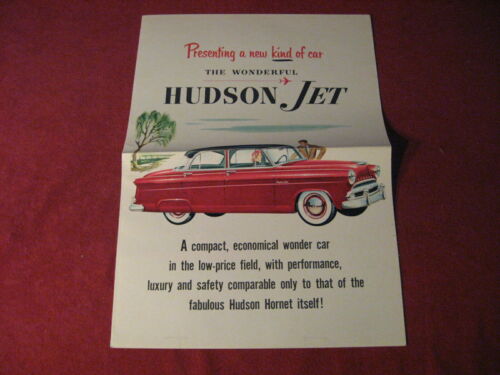 Presenting a new kind of car
THE WONDERFUL
HUDSON JET
A compact, economical wonder car
in the low-price field, with performance,
luxury and safety comparable only to that of the
fabulous Hudson Hornet itself!